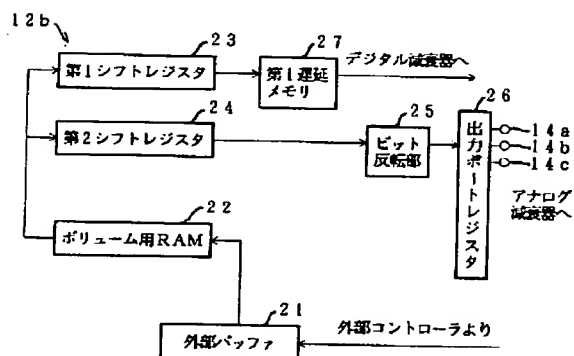 12b
23
第1シフトレジスタ
27
第1遅延
メモリ
デジタル減衰器へ
24
第2シフトレジスタ
25
ビット
反転部
26
出力ポートレジスタ
14a
14b
14c
アナログ
減衰器へ
22
ボリューム用RAM
21
外部バッファ
外部コントローラより